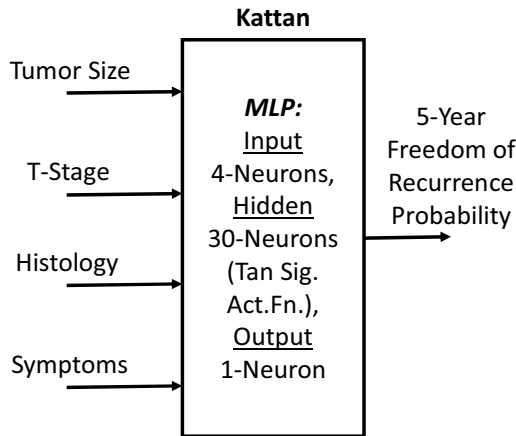 Kattan
Tumor Size
T-Stage
Histology
Symptoms
MLP:
Input
4-Neurons,
Hidden
30-Neurons
(Tan Sig.
Act.Fn.),
Output
1-Neuron
5-Year
Freedom of
Recurrence
Probability